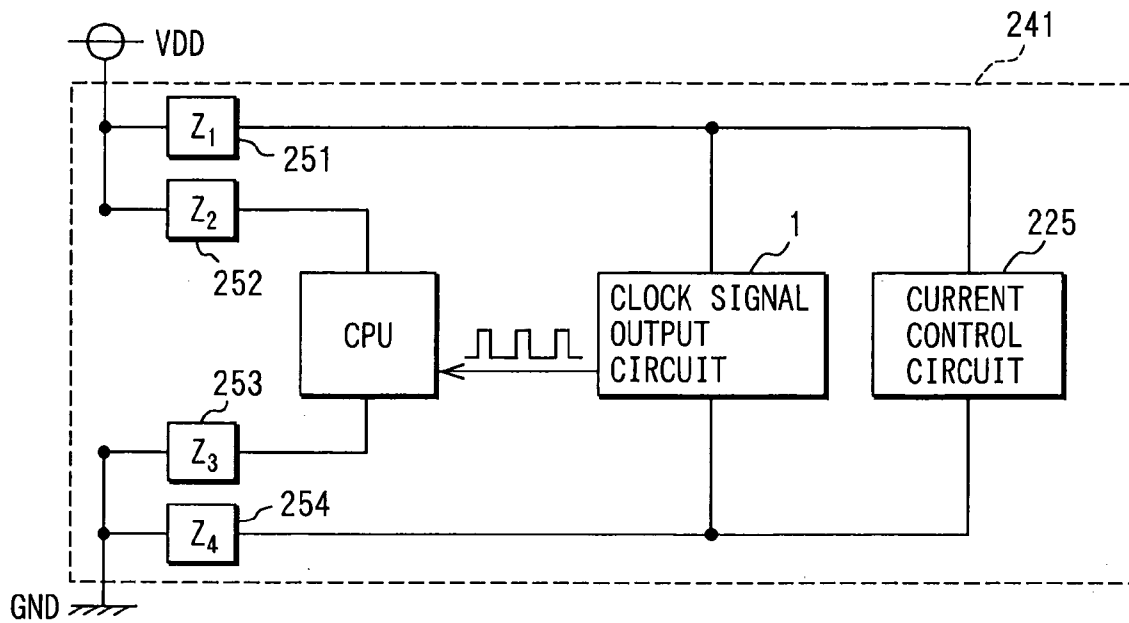 241
VDD
Z1
251
Z2
252
1
225
CLOCK SIGNAL
OUTPUT
CIRCUIT
CURRENT
CONTROL
CIRCUIT
CPU
253
Z3
254
Z4
GND